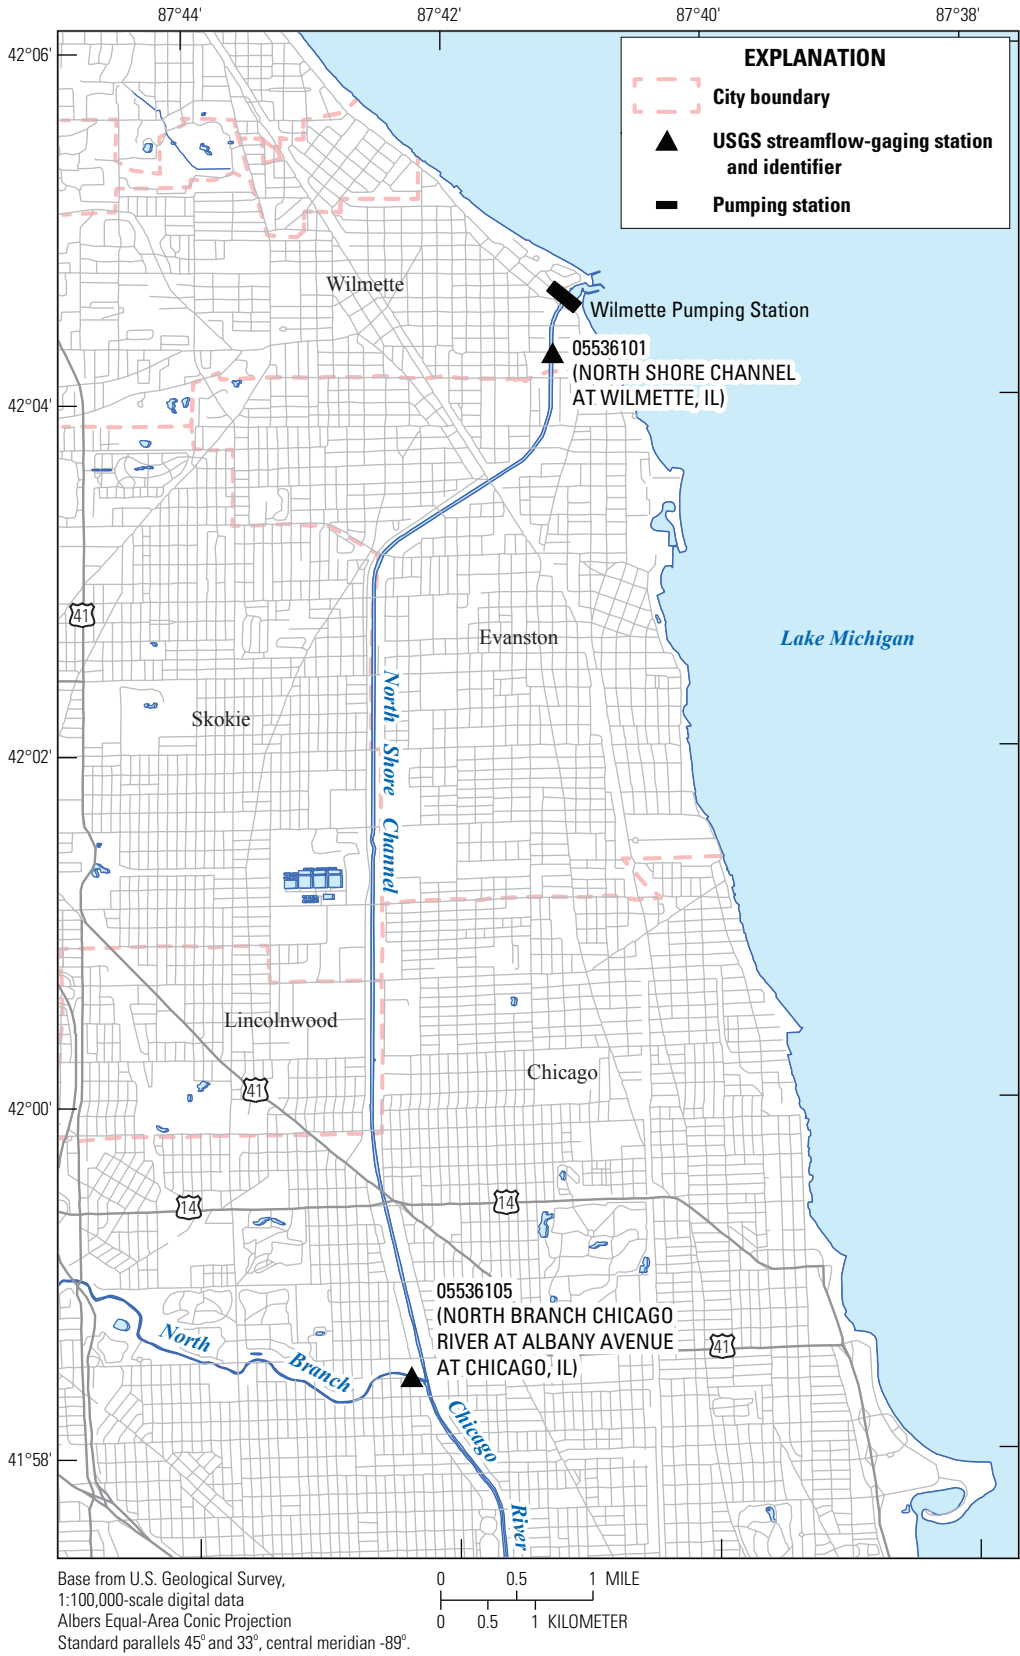 87°44'
87°42'
87°40'
87°38'
42°06'
EXPLANATION
City boundary
USGS streamflow-gaging station
and identifier
Pumping station
Wilmette
Wilmette Pumping Station
05536101
(NORTH SHORE CHANNEL
AT WILMETTE, IL)
42°04'
41
Evanston
Lake Michigan
Skokie
North Shore Channel
42°02'
Lincolnwood
Chicago
41
42°00'
14
14
05536105
(NORTH BRANCH CHICAGO
RIVER AT ALBANY AVENUE
AT CHICAGO, IL)
41
North Branch Chicago River
41°58'
Base from U.S. Geological Survey,
1:100,000-scale digital data
Albers Equal-Area Conic Projection
Standard parallels 45° and 33°, central meridian -89°.
0 0.5 1 MILE
0 0.5 1 KILOMETER